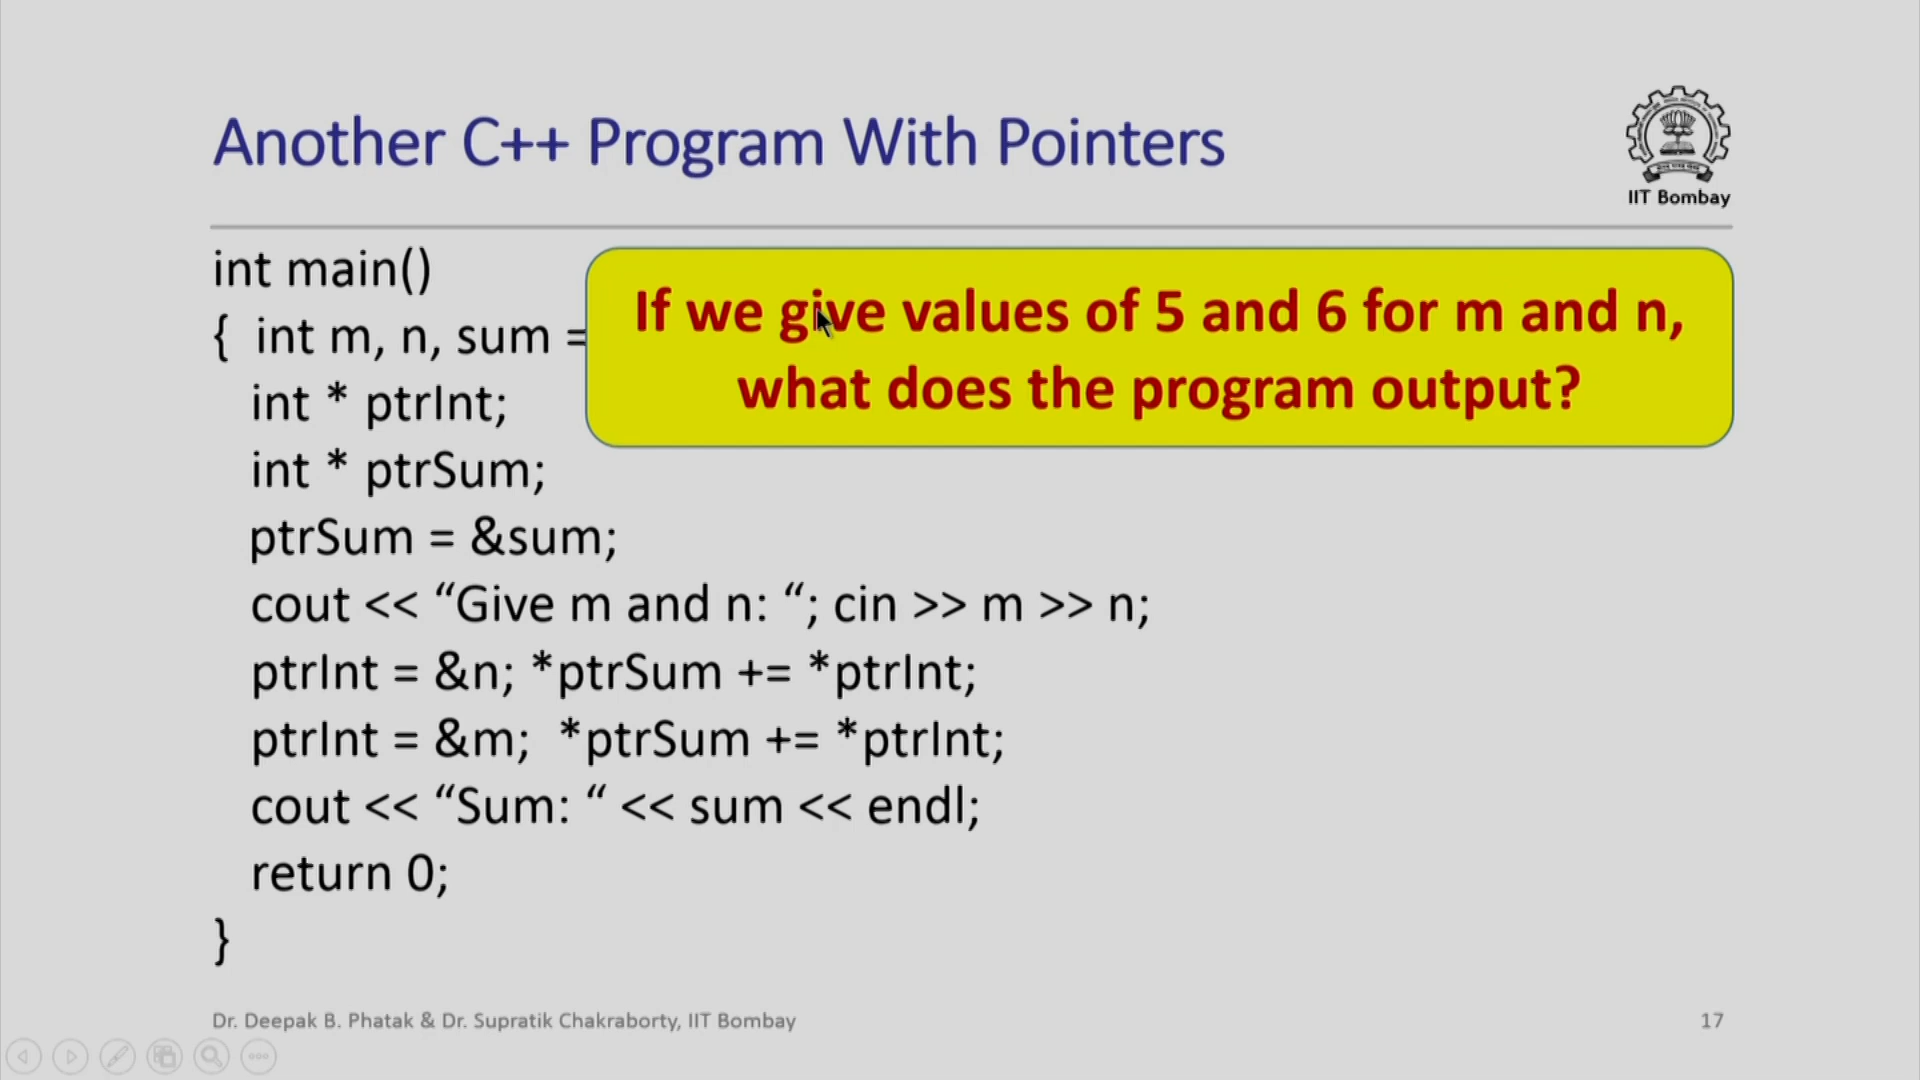 Another C++ Program With Pointers
IIT Bombay
int main()
{ int m, n, sum =
If we give values of 5 and 6 for m and n,
what does the program output?
int * ptrInt;
int * ptrSum;
ptrSum = &sum;
cout << “Give m and n: “; cin >> m >> n;
ptrInt = &n; *ptrSum += *ptrInt;
ptrInt = &m; *ptrSum += *ptrInt;
cout << “Sum: “ << sum << endl;
return 0;
}
Dr. Deepak B. Phatak & Dr. Supratik Chakraborty, IIT Bombay
17